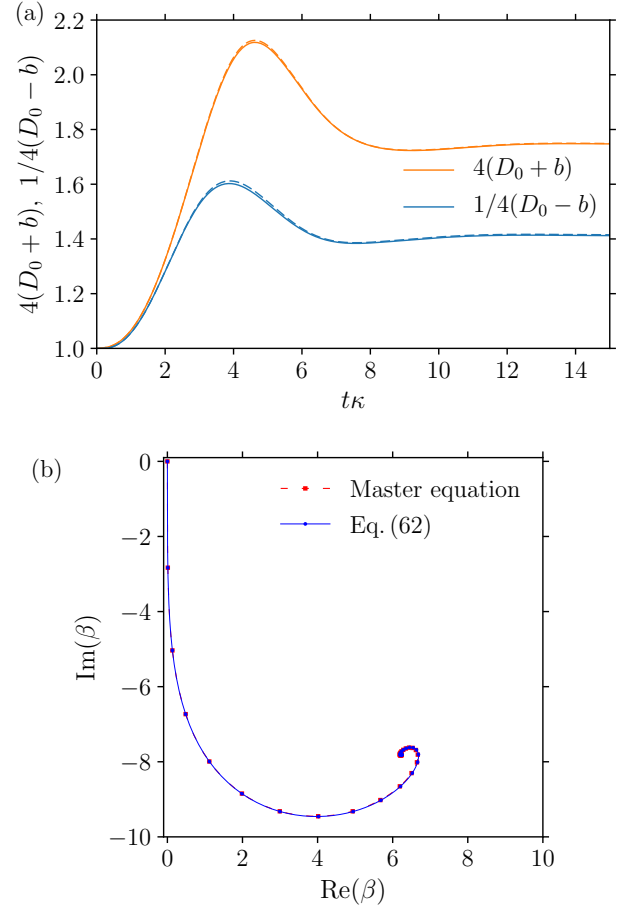 (a)
4(D₀ + b), 1/4(D₀ − b)
2.2
2.0
1.8
1.6
1.4
1.2
1.0
4(D₀ + b)
1/4(D₀ − b)
0 2 4 6 8 10 12 14
tκ
(b)
Im(β)
0
−2
−4
−6
−8
−10
Master equation
Eq. (62)
0 2 4 6 8 10
Re(β)